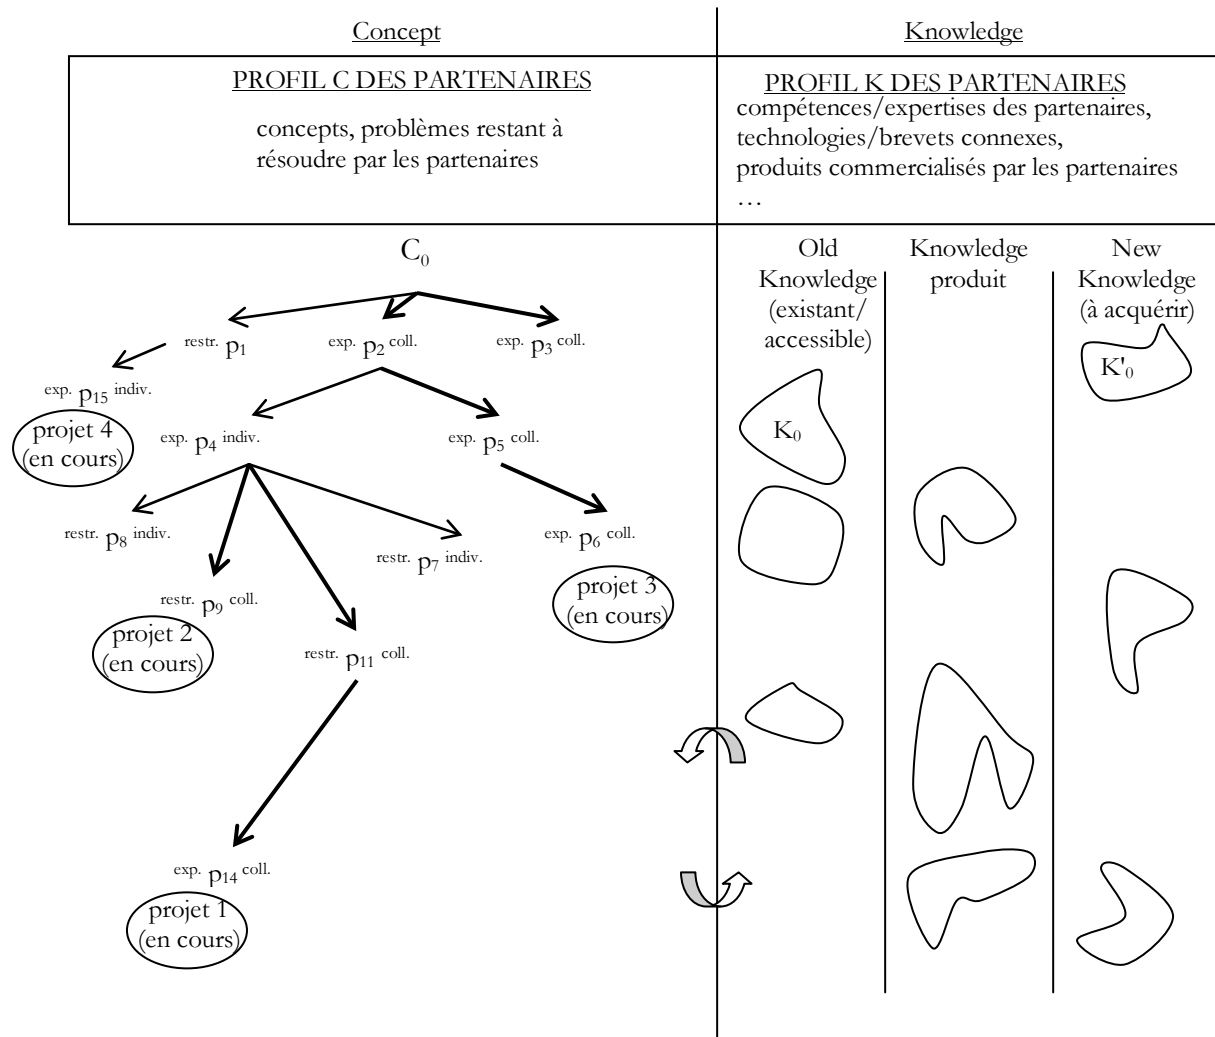 Concept
Knowledge
PROFIL C DES PARTENAIRES
concepts, problèmes restant à
résoudre par les partenaires
PROFIL K DES PARTENAIRES
compétences/expertises des partenaires,
technologies/brevets connexes,
produits commercialisés par les partenaires
…
C0
restr. p1
exp. p2 coll.
exp. p3 coll.
exp. p15 indiv.
projet 4
(en cours)
exp. p4 indiv.
exp. p5 coll.
restr. p8 indiv.
restr. p7 indiv.
exp. p6 coll.
projet 3
(en cours)
restr. p9 coll.
projet 2
(en cours)
restr. p11 coll.
exp. p14 coll.
projet 1
(en cours)
Old
Knowledge
(existant/
accessible)
Knowledge
produit
New
Knowledge
(à acquérir)
K0
K'0